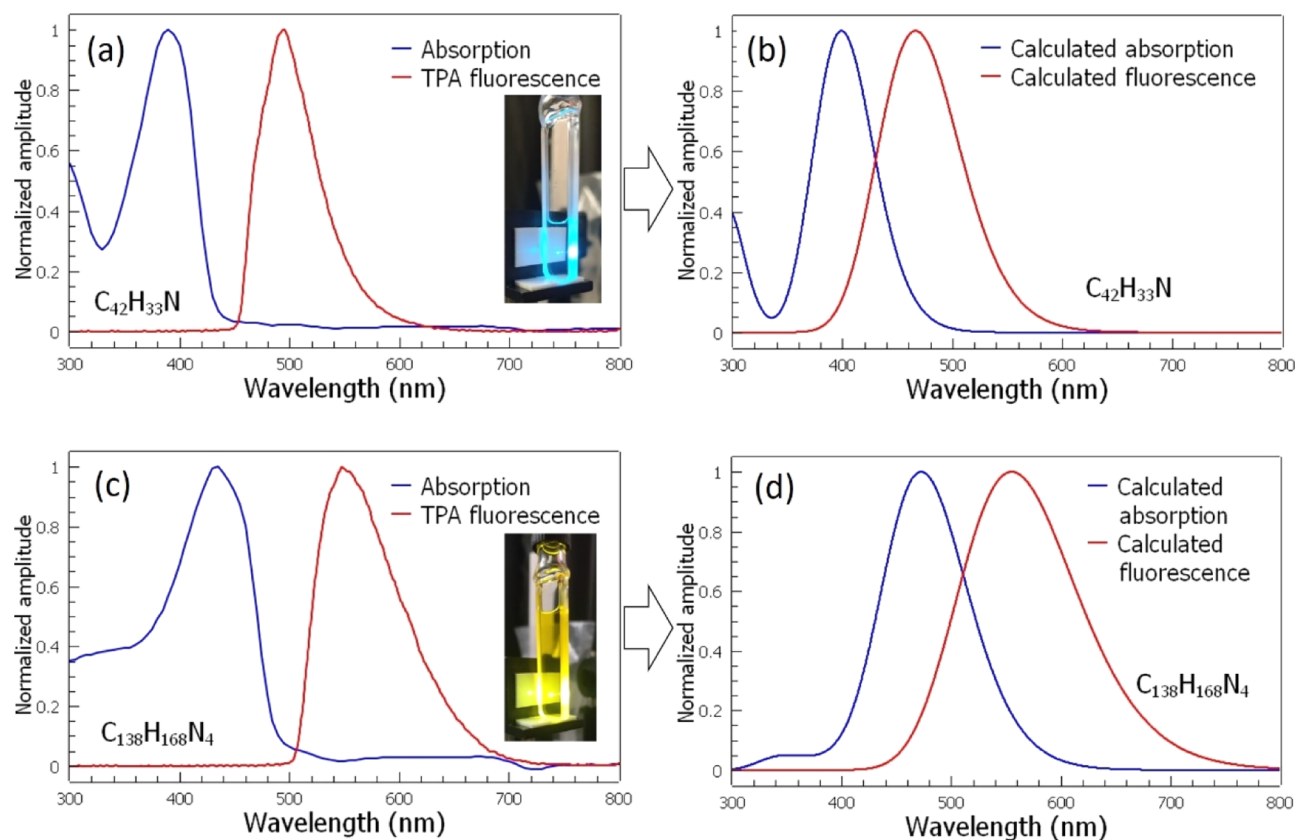 (a)
Absorption
TPA fluorescence
Normalized amplitude
1
0.8
0.6
0.4
0.2
0
C₄₂H₃₃N
300 400 500 600 700 800
Wavelength (nm)
(b)
Calculated absorption
Calculated fluorescence
Normalized amplitude
1
0.8
0.6
0.4
0.2
0
C₄₂H₃₃N
300 400 500 600 700 800
Wavelength (nm)
(c)
Absorption
TPA fluorescence
Normalized amplitude
1
0.8
0.6
0.4
0.2
0
C₁₃₈H₁₆₈N₄
300 400 500 600 700 800
Wavelength (nm)
(d)
Calculated
absorption
Calculated
fluorescence
Normalized amplitude
1
0.8
0.6
0.4
0.2
0
C₁₃₈H₁₆₈N₄
300 400 500 600 700 800
Wavelength (nm)